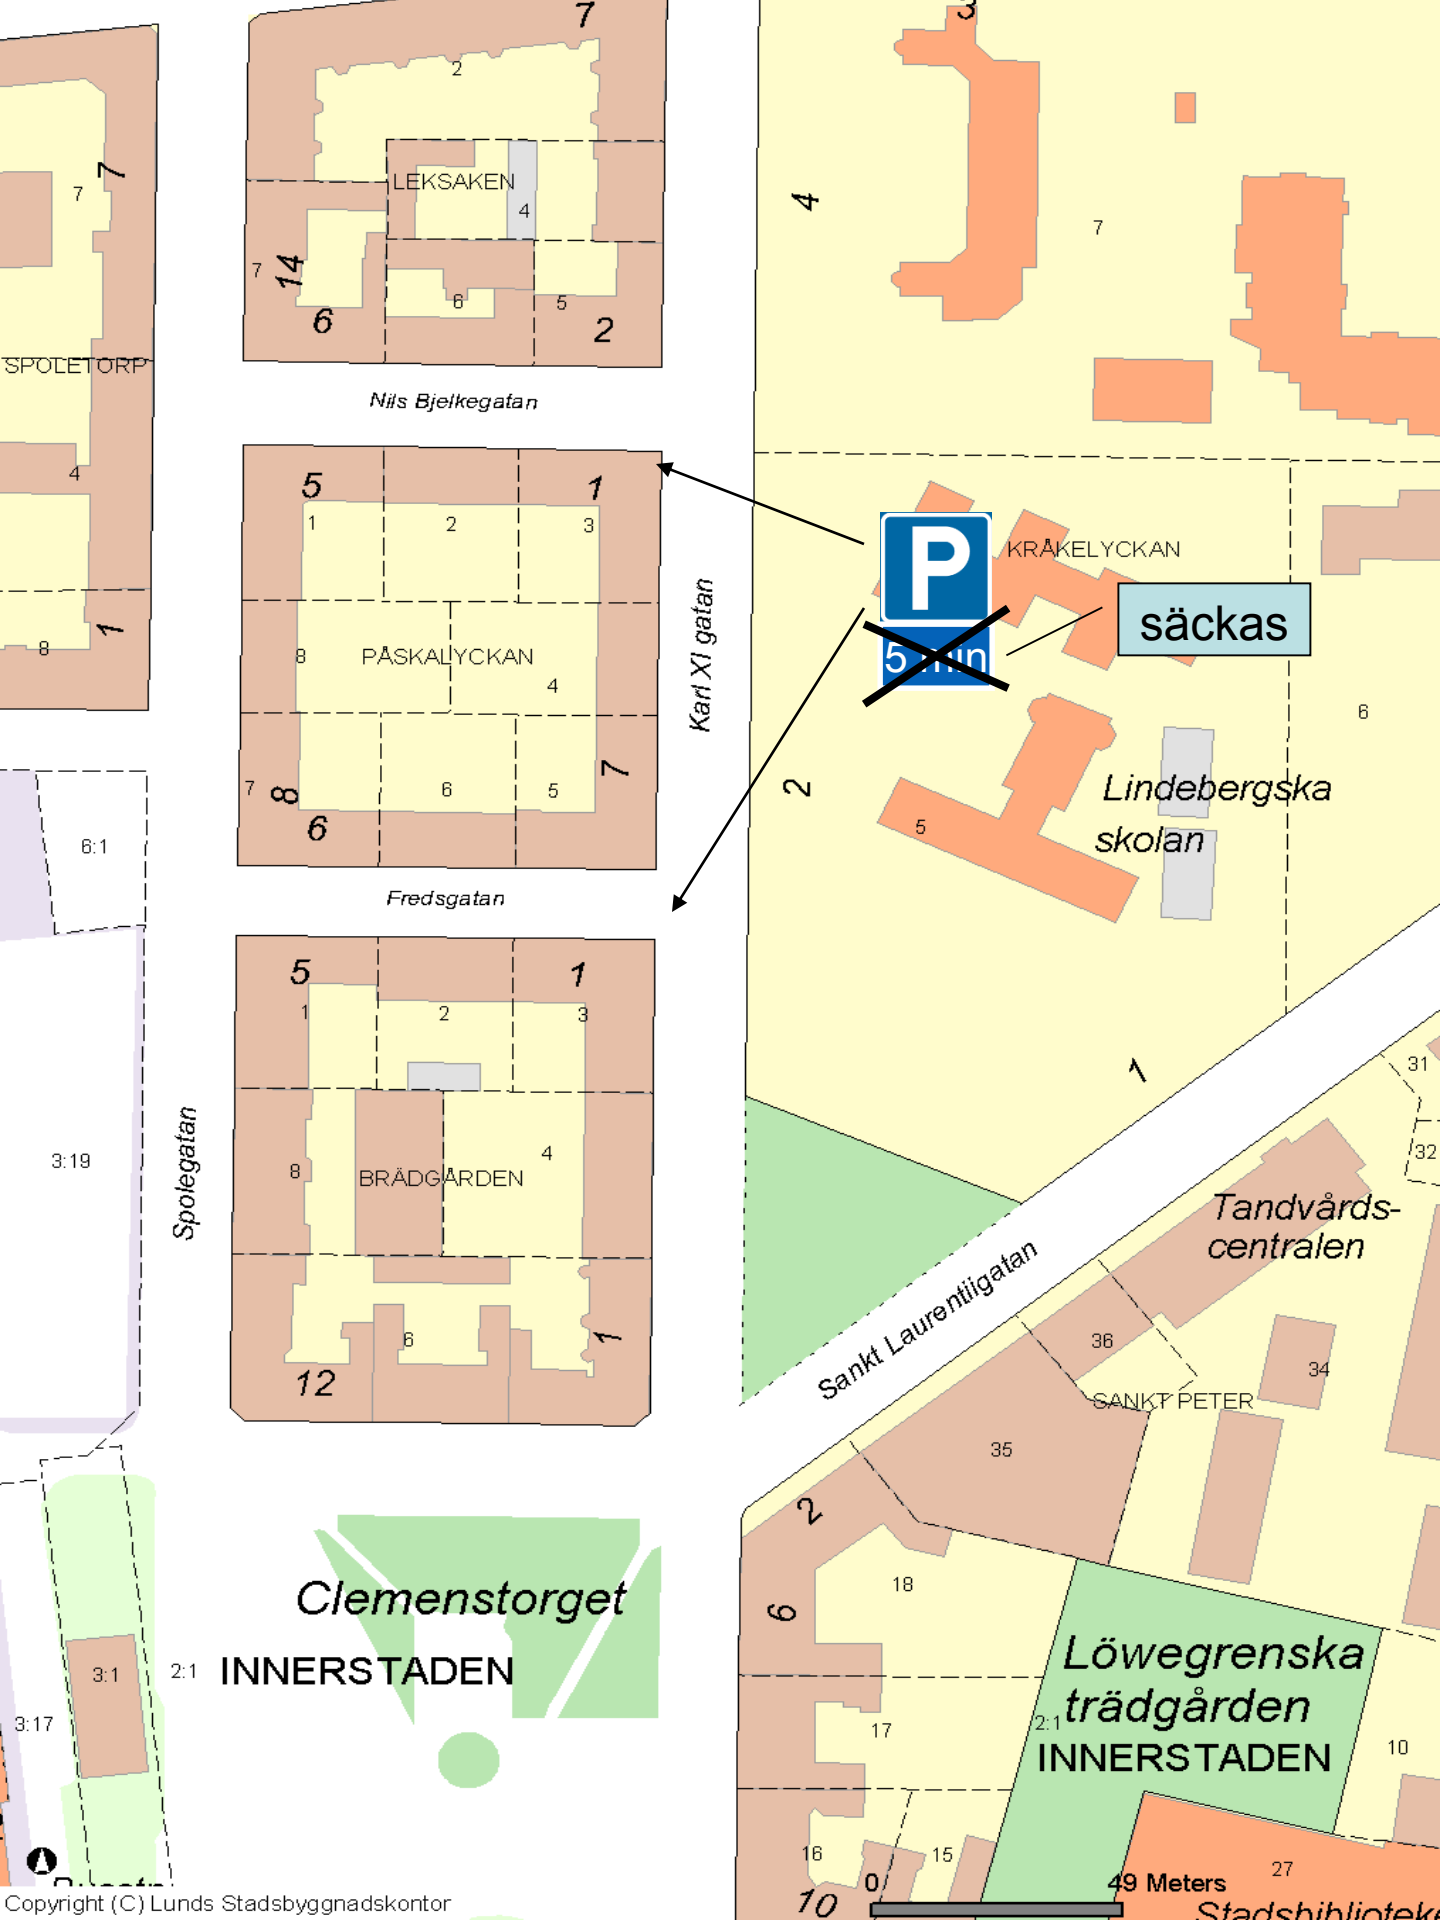 7
3
2
7
7
LEKSAKEN
4
4
7
7
14
6
6
5
2
SPOLETORP
Nils Bjelkegatan
4
5
1
1
2
3
P
5 min
KRÅKELYCKAN
säckas
Karl XI gatan
1
8
8
PÅSKALYCKAN
4
6
7
8
6
6
5
7
2
Lindebergska
skolan
5
6:1
Fredsgatan
5
1
1
2
3
1
31
32
3:19
Spolegatan
8
BRÄDGÅRDEN
4
Tandvårds-
centralen
Sankt Laurentiigatan
6
1
12
36
34
SANKT PETER
35
2
Clemenstorget
INNERSTADEN
18
6
3:1
2:1
3:17
Löwegrenska
trädgården
2:1
INNERSTADEN
17
10
16
15
27
10
0
49 Meters
Copyright (C) Lunds Stadsbyggnadskontor